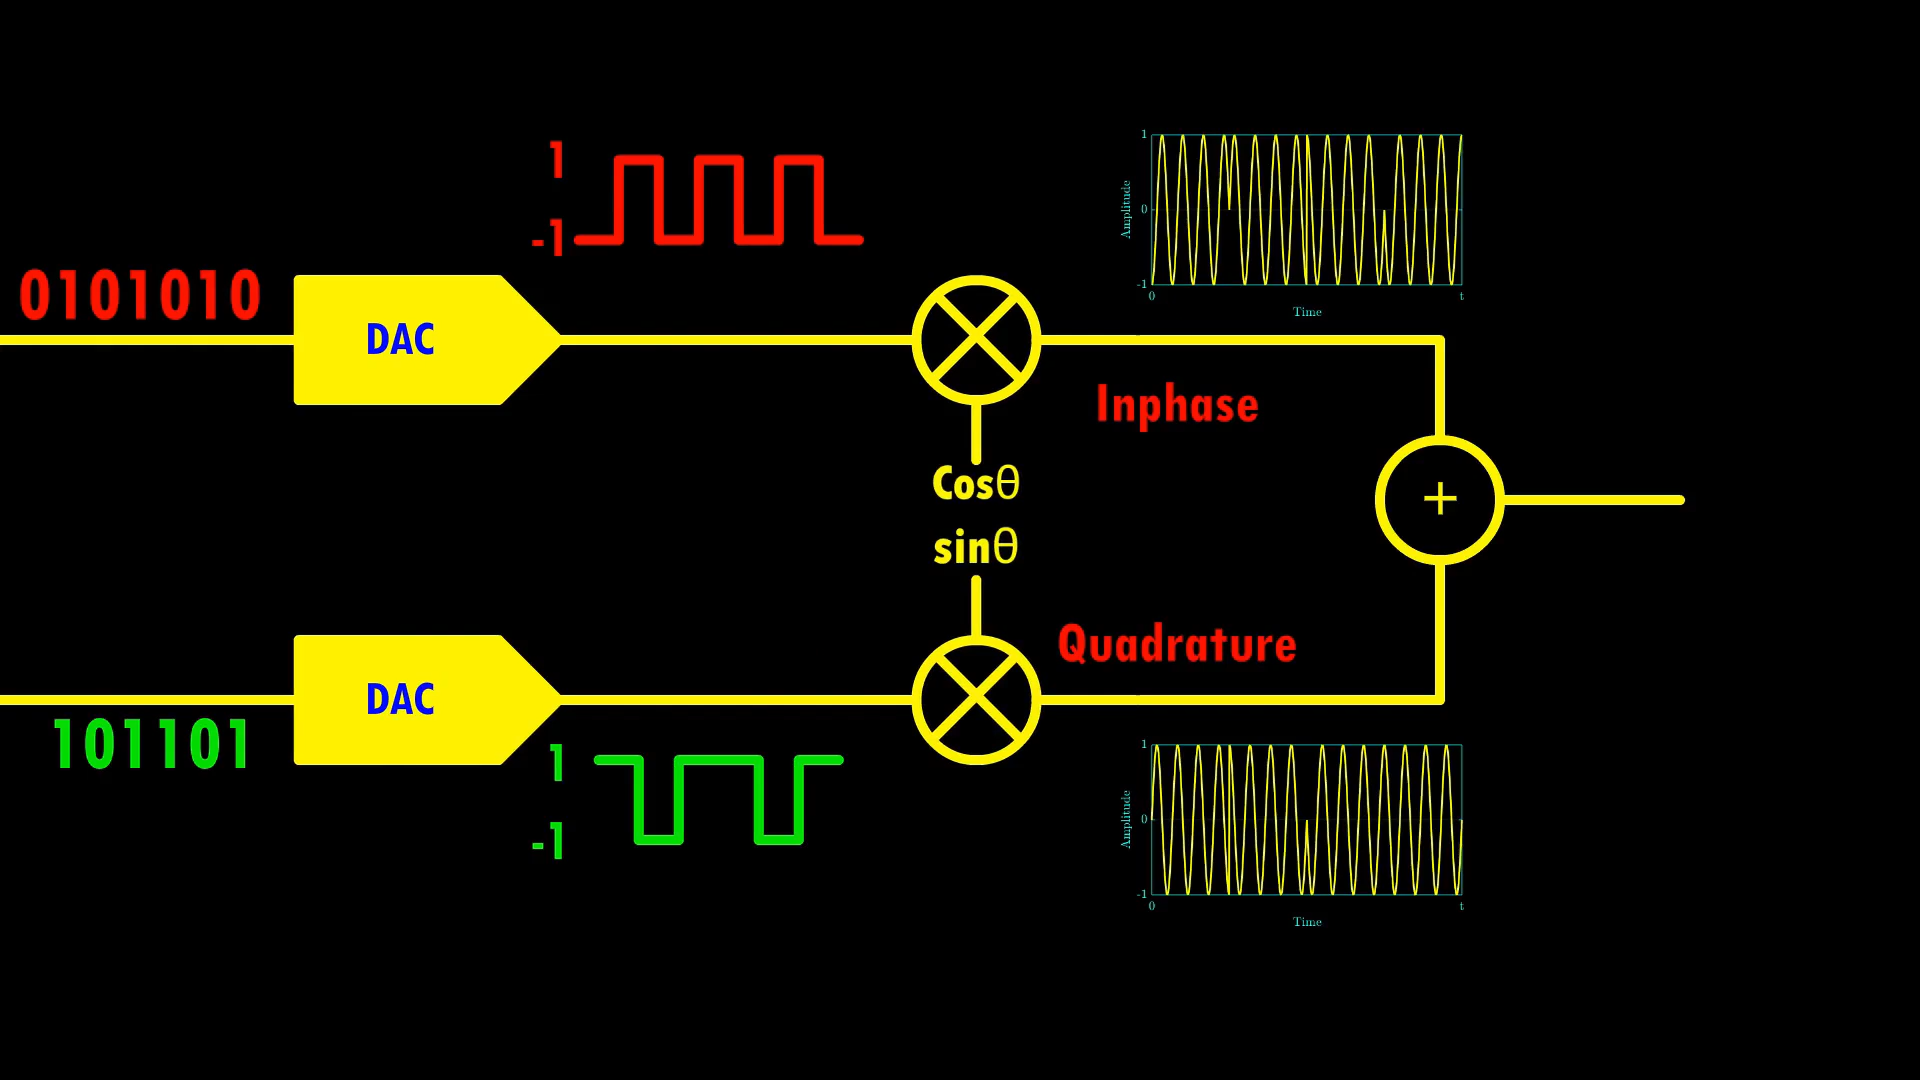 1
-1
0101010
DAC
Cosθ
sinθ
Inphase
+
Quadrature
DAC
101101
1
-1
1
0
-1
Amplitude
0
t
Time
1
0
-1
Amplitude
0
t
Time